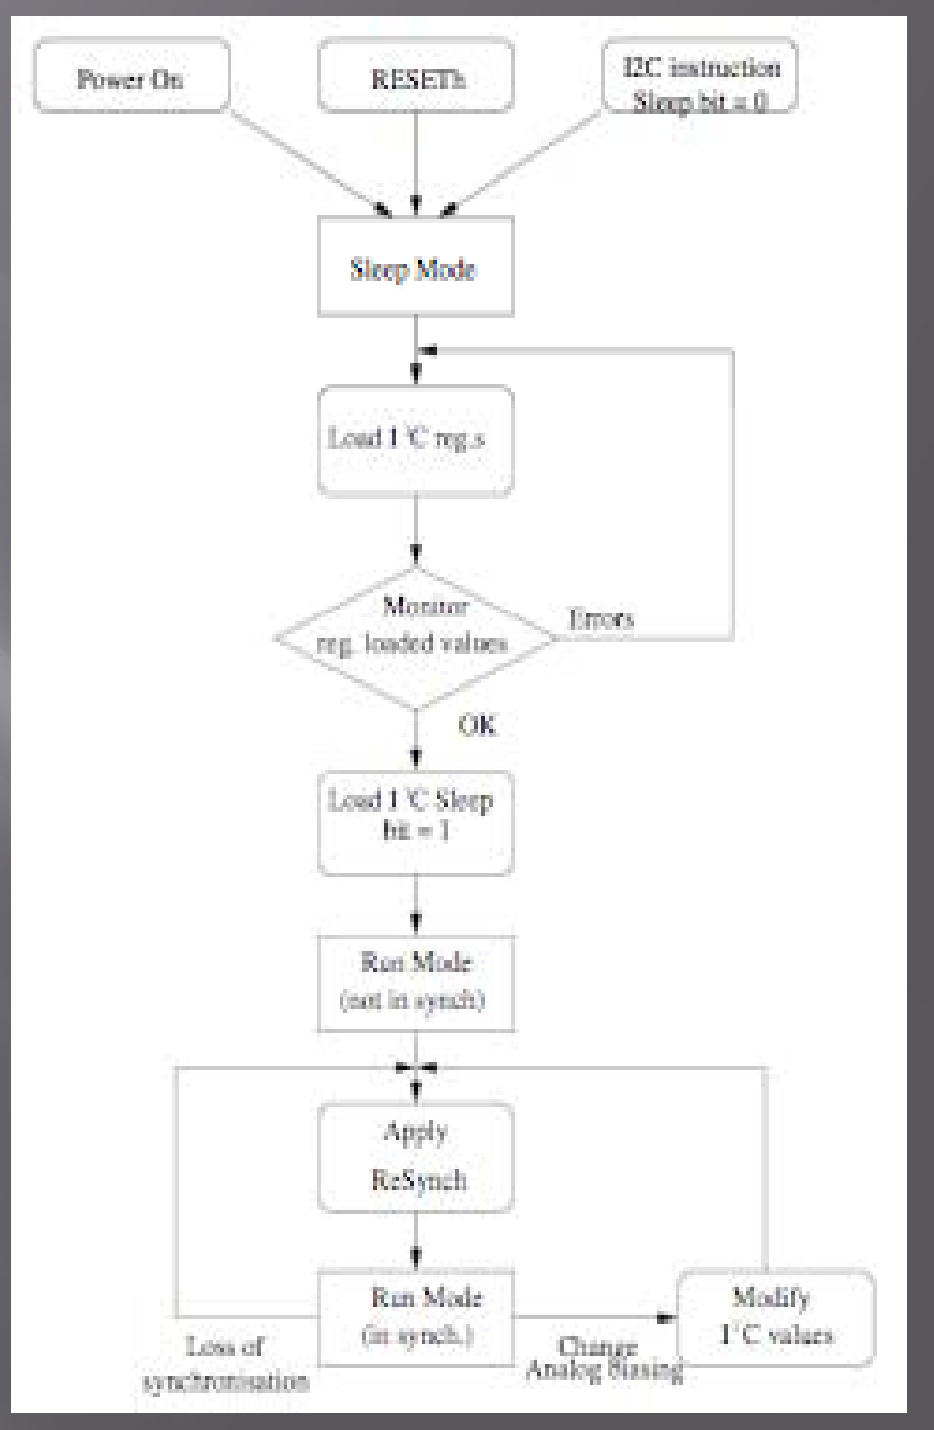 Power On
RESETh
I2C instruction
Sleep bit = 0
Sleep Mode
Load I²C reg.s
Monitor
reg. loaded values
Errors
OK
Load I²C Sleep
bit = 1
Run Mode
(not in synch)
Apply
ReSynch
Run Mode
(in synch.)
Modify
I²C values
Loss of
synchronisation
Change
Analog Biasing